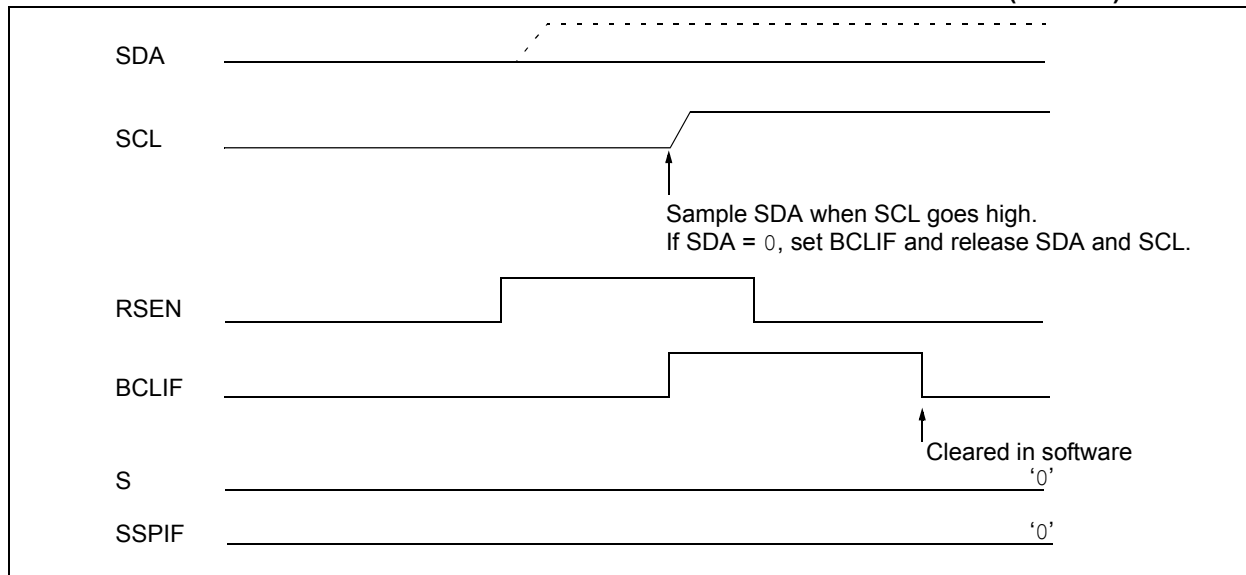 SDA
SCL
Sample SDA when SCL goes high.
If SDA = 0, set BCLIF and release SDA and SCL.
RSEN
BCLIF
Cleared in software
S
‘0’
SSPIF
‘0’